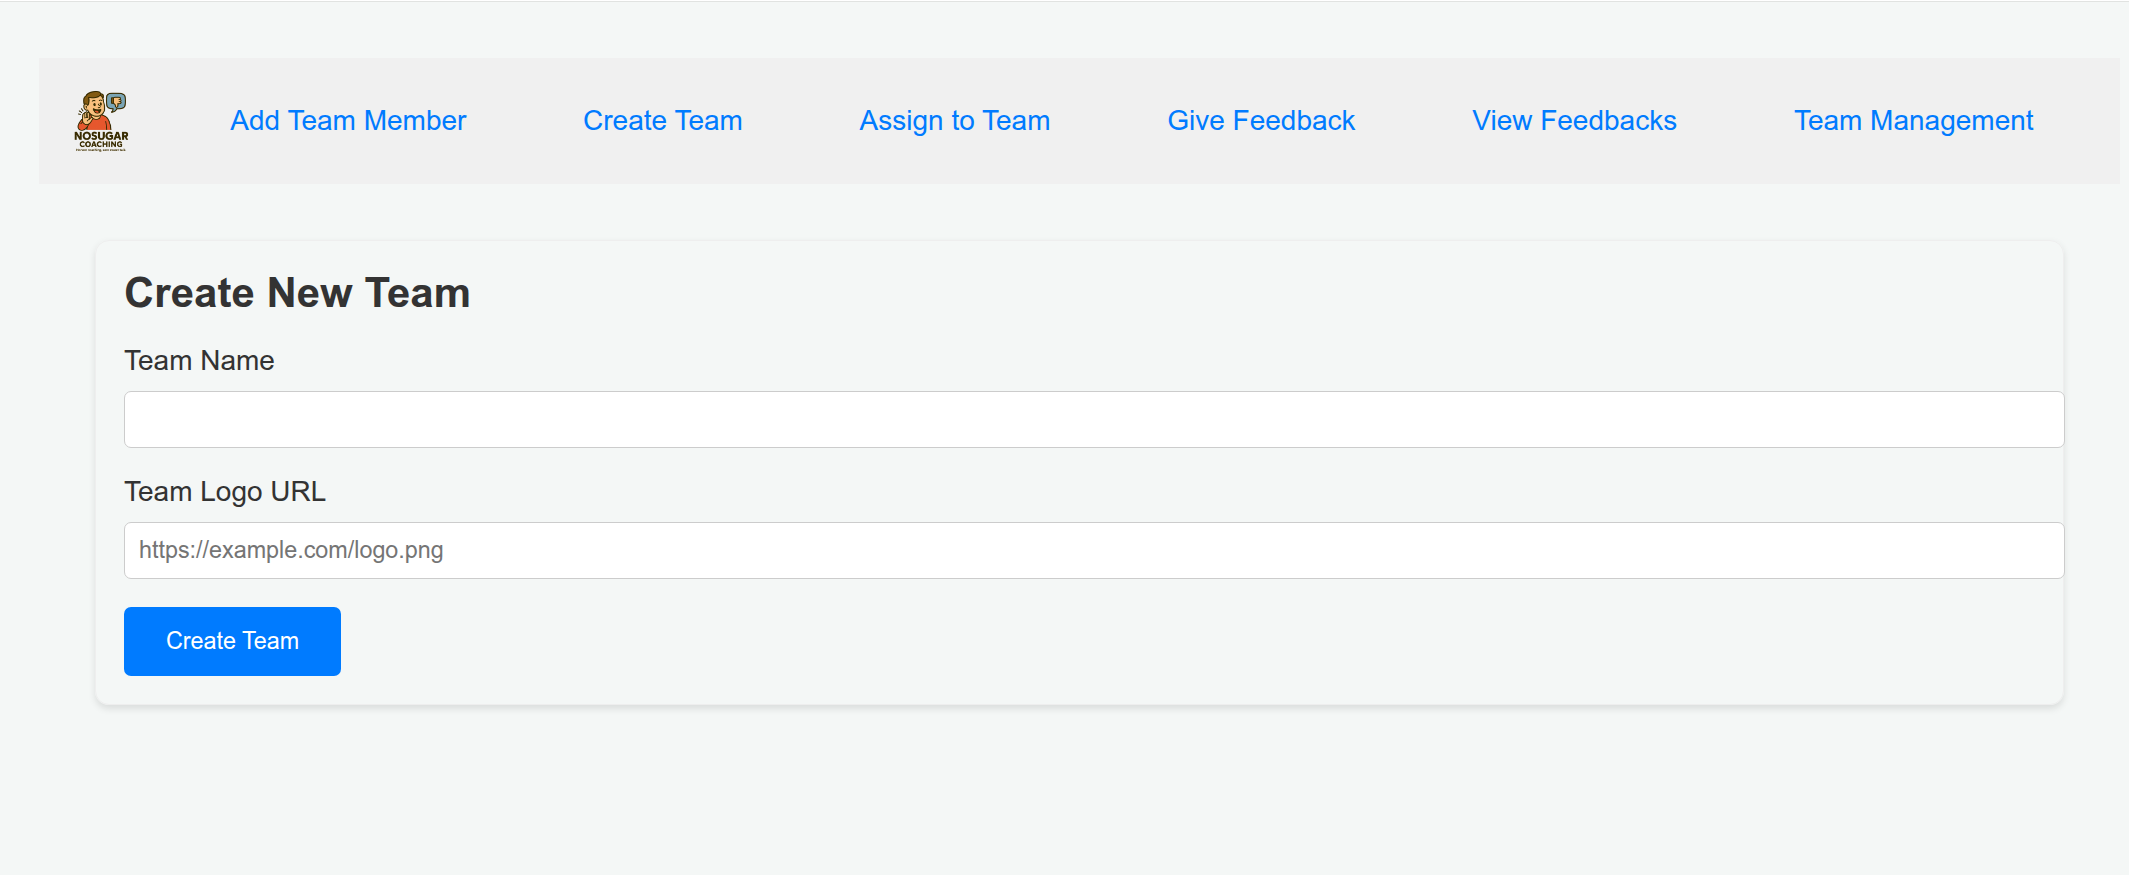 NOSUGAR
COACHING
Add Team Member
Create Team
Assign to Team
Give Feedback
View Feedbacks
Team Management
Create New Team
Team Name
Team Logo URL
https://example.com/logo.png
Create Team